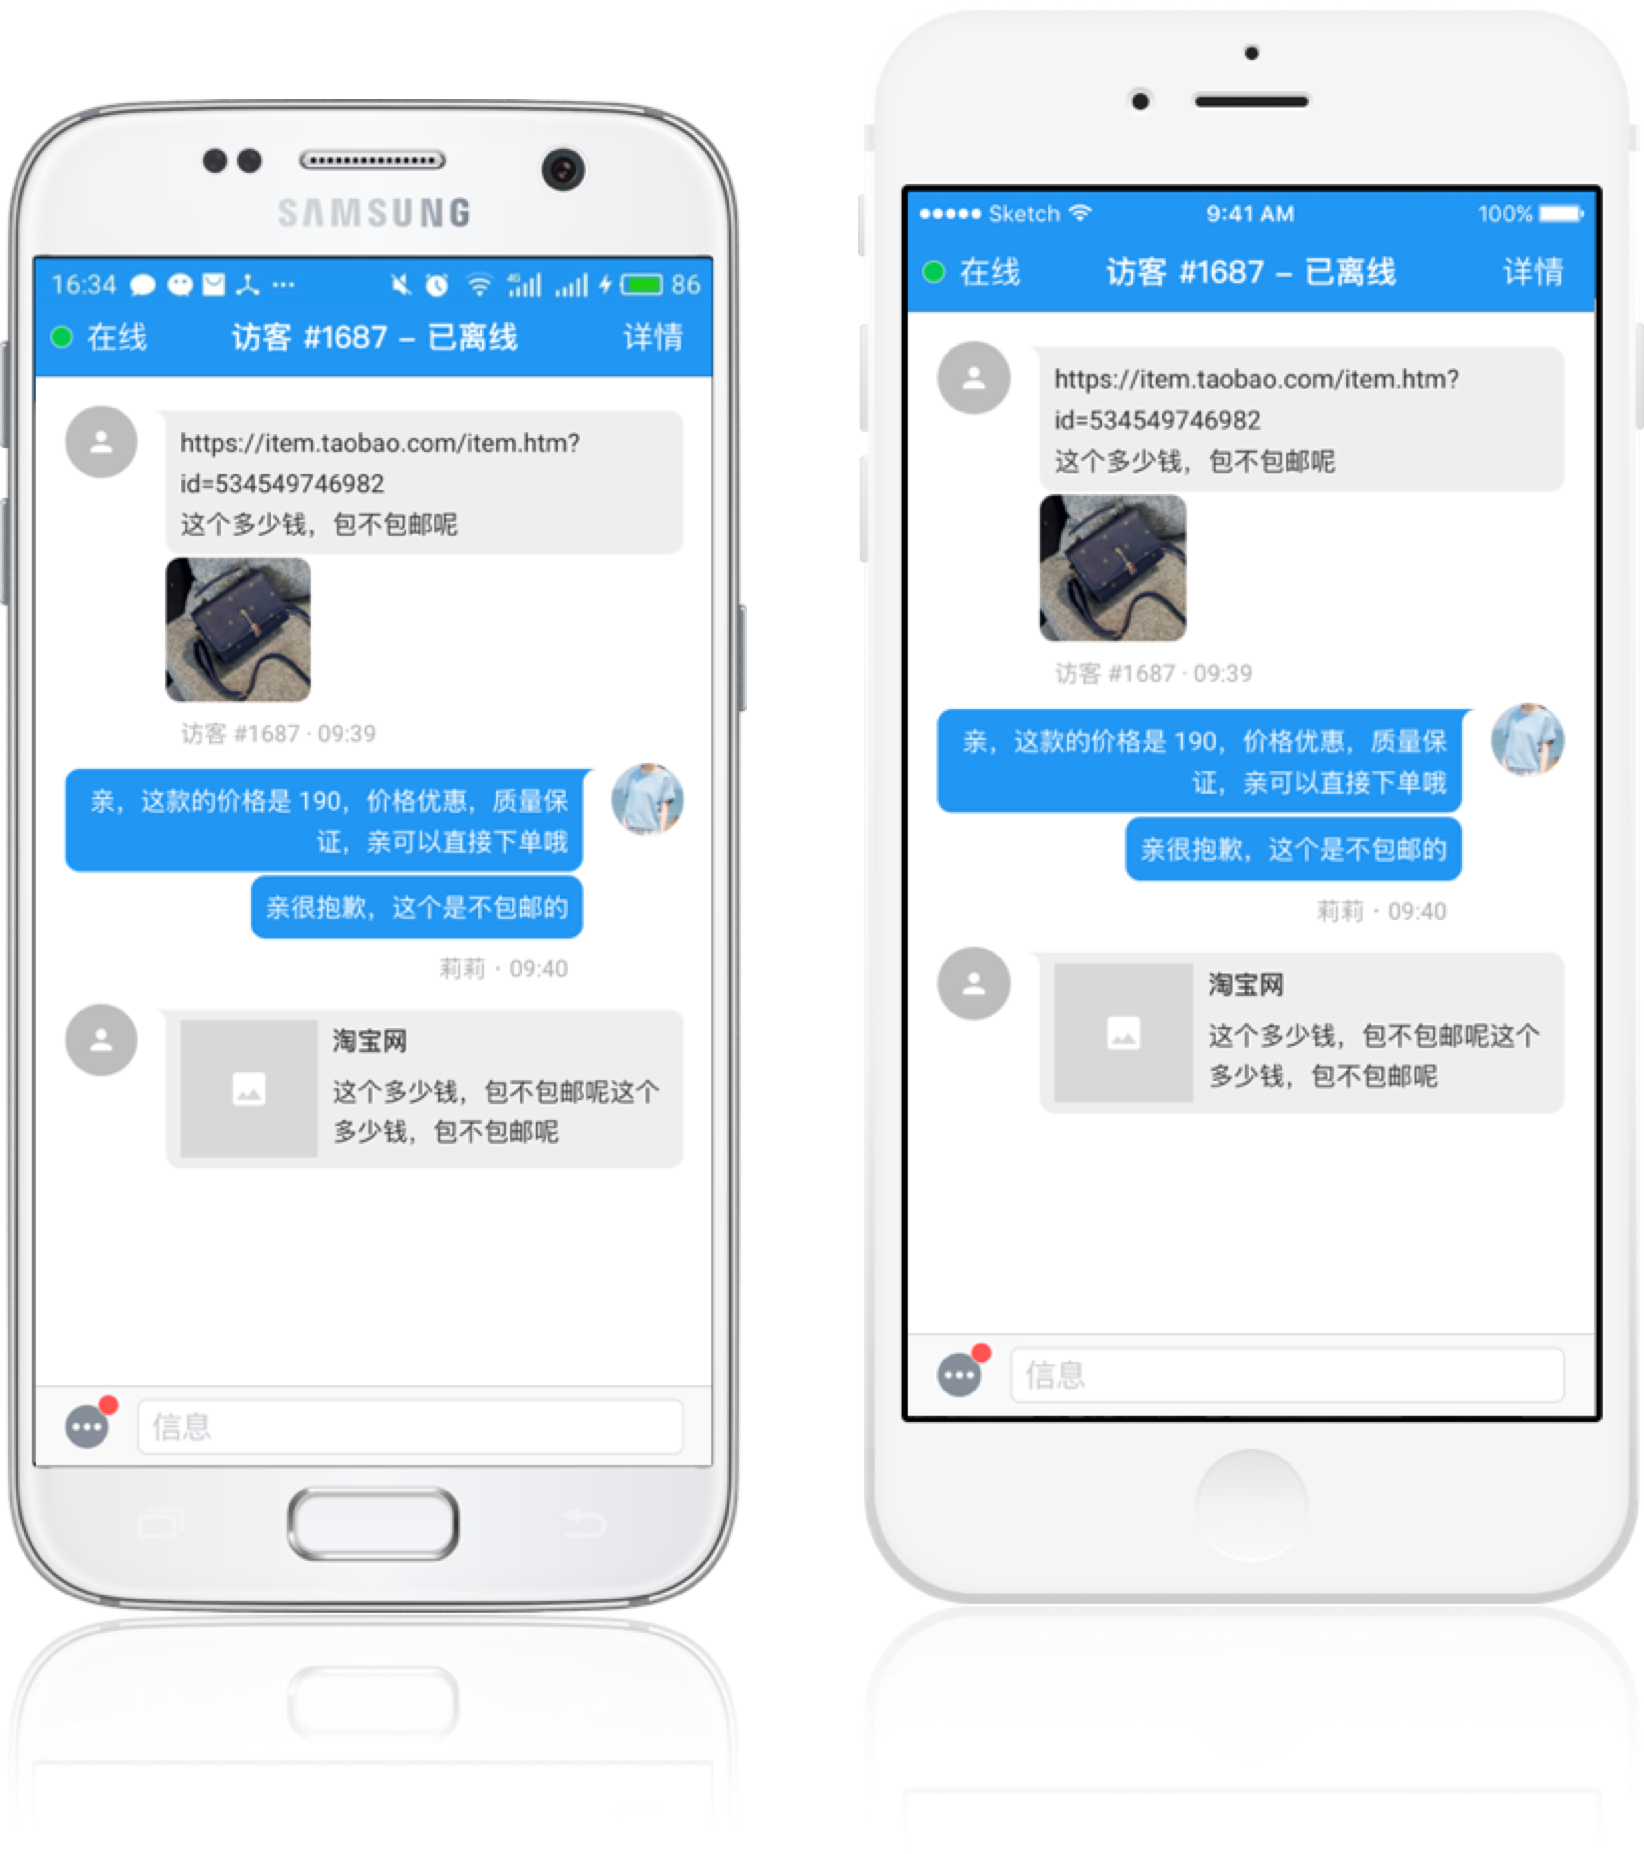 SAMSUNG
16:34
4G
86
在线
访客 #1687 – 已离线
详情
https://item.taobao.com/item.htm?
id=534549746982
这个多少钱，包不包邮呢
访客 #1687 · 09:39
亲，这款的价格是 190，价格优惠，质量保
证，亲可以直接下单哦
亲很抱歉，这个是不包邮的
莉莉 · 09:40
淘宝网
这个多少钱，包不包邮呢这个
多少钱，包不包邮呢
信息
Sketch
9:41 AM
100%
在线
访客 #1687 – 已离线
详情
https://item.taobao.com/item.htm?
id=534549746982
这个多少钱，包不包邮呢
访客 #1687 · 09:39
亲，这款的价格是 190，价格优惠，质量保
证，亲可以直接下单哦
亲很抱歉，这个是不包邮的
莉莉 · 09:40
淘宝网
这个多少钱，包不包邮呢这个
多少钱，包不包邮呢
信息